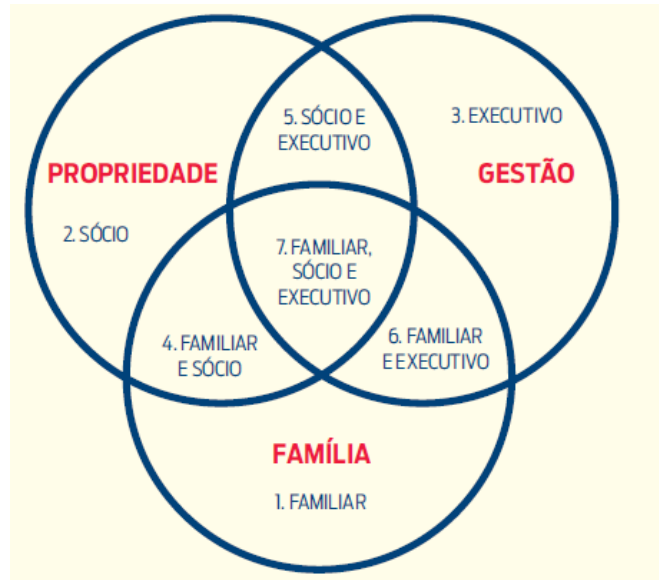 5. SÓCIO E
EXECUTIVO
3. EXECUTIVO
PROPRIEDADE
GESTÃO
2. SÓCIO
7. FAMILIAR,
SÓCIO E
EXECUTIVO
4. FAMILIAR
E SÓCIO
6. FAMILIAR
E EXECUTIVO
FAMÍLIA
1. FAMILIAR